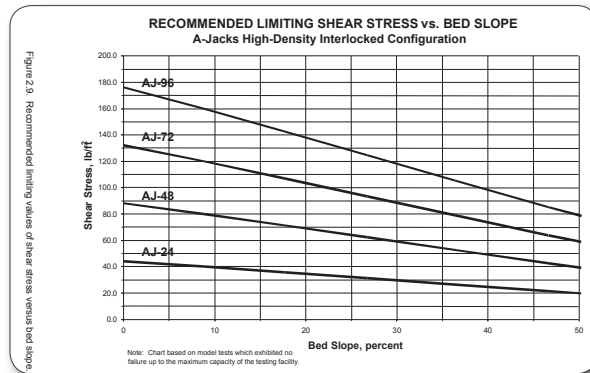 RECOMMENDED LIMITING SHEAR STRESS vs. BED SLOPE
A-Jacks High-Density Interlocked Configuration
Figure 2.9. Recommended limiting values of shear stress versus bed slope.
Shear Stress, lb/ft²
200.0
180.0
160.0
140.0
120.0
100.0
80.0
60.0
40.0
20.0
0.0
AJ-96
AJ-72
AJ-48
AJ-24
0 10 20 30 40 50
Bed Slope, percent
Note: Chart based on model tests which exhibited no
failure up to the maximum capacity of the testing facility.